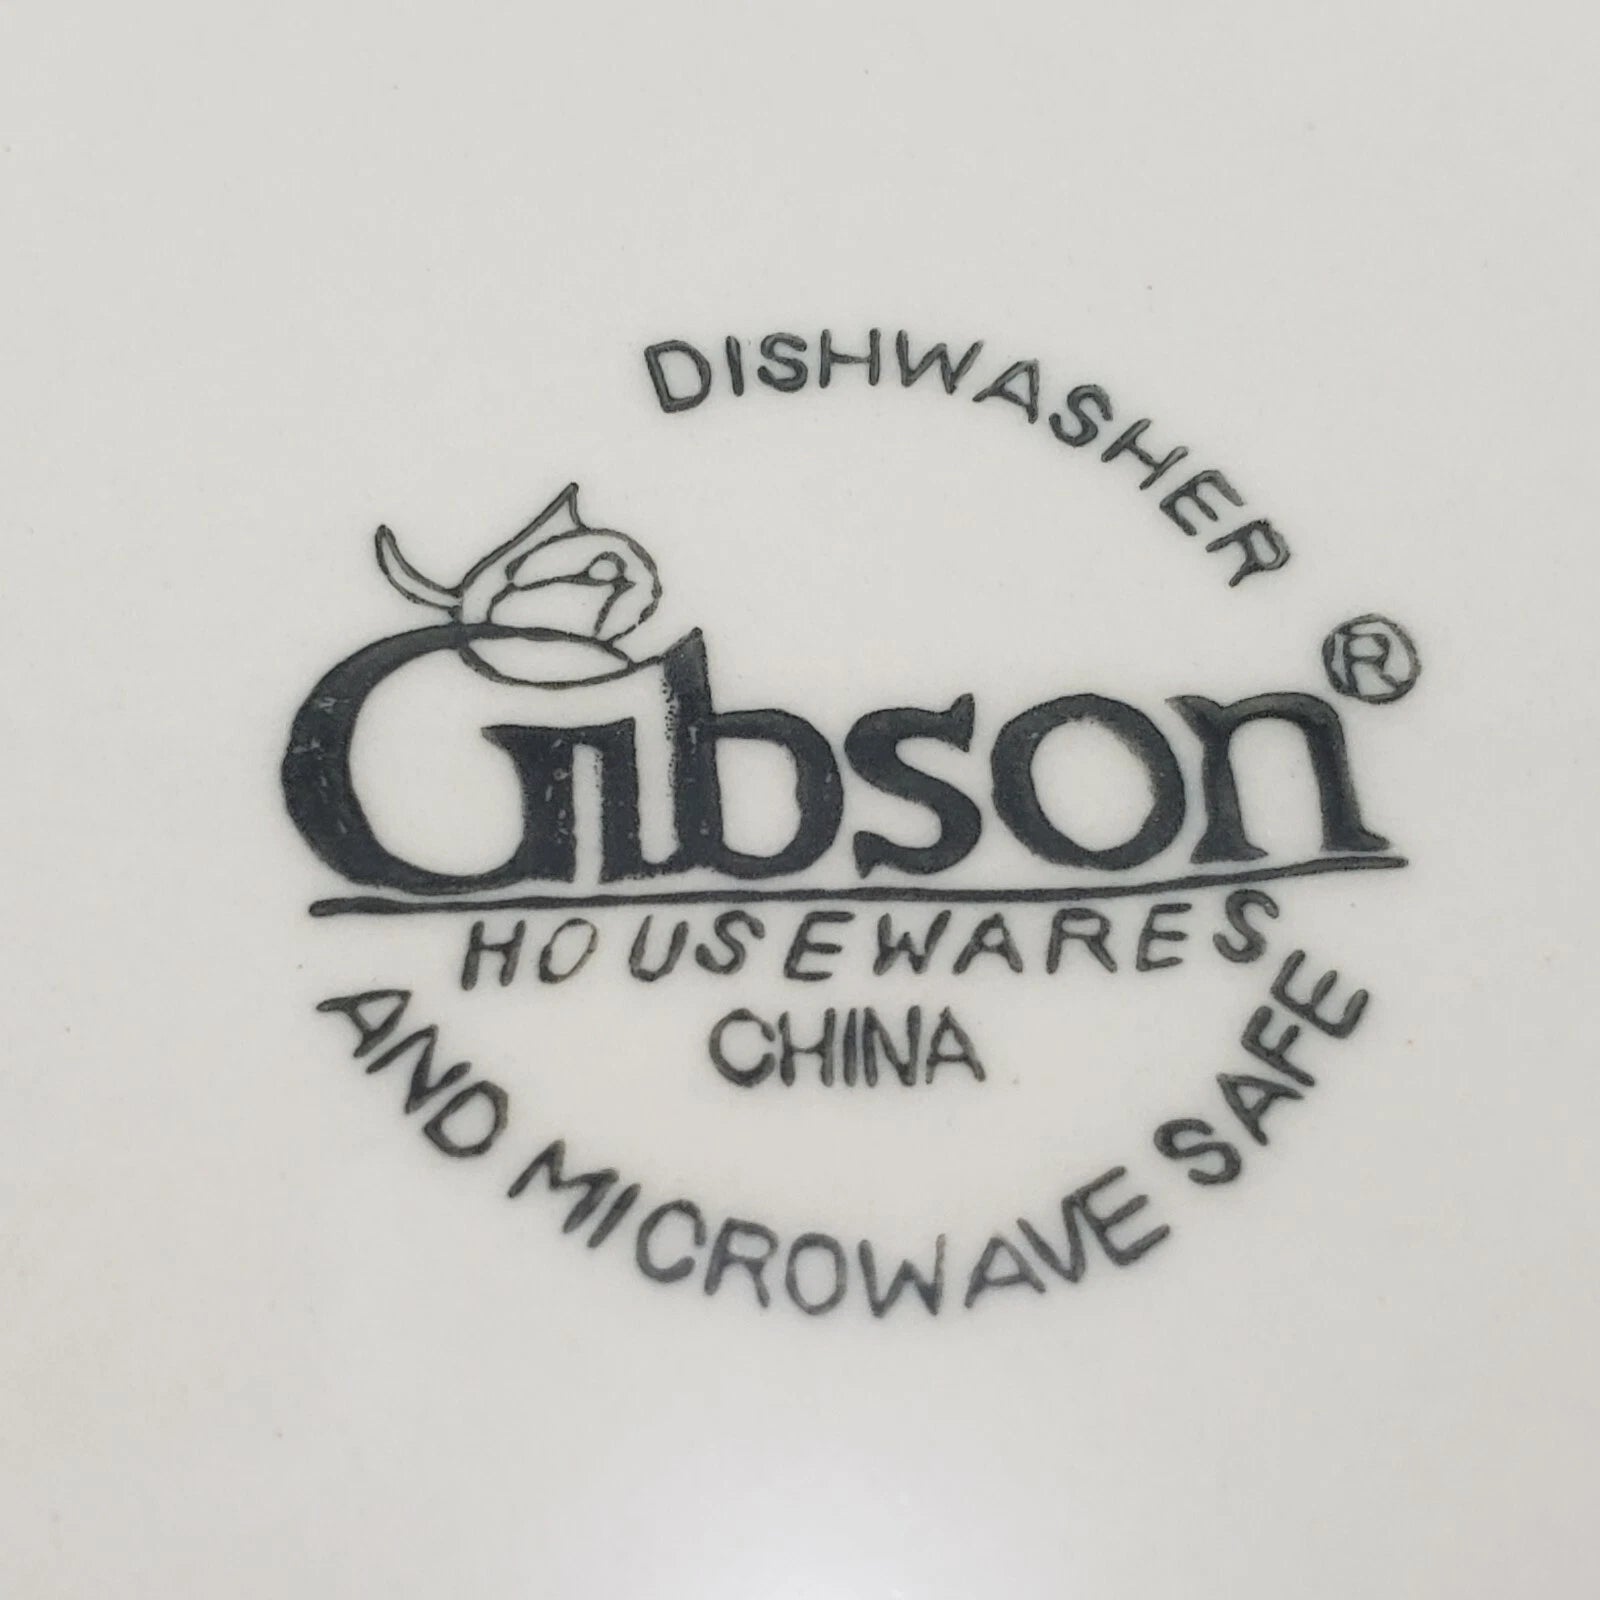 DISHWASHER
Gibson®
HOUSEWARES
CHINA
AND MICROWAVE SAFE